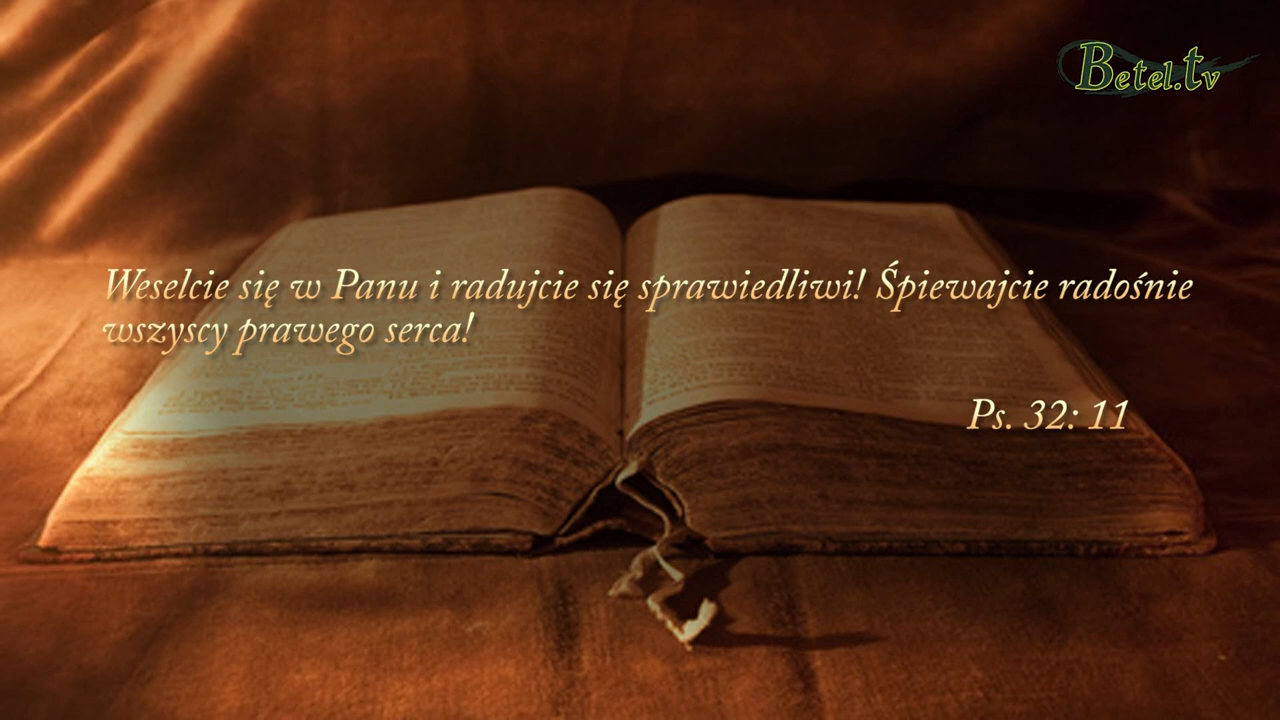 Betel.tv
Weselcie się w Panu i radujcie się sprawiedliwi! Śpiewajcie radośnie
wszyscy prawego serca!
Ps. 32: 11